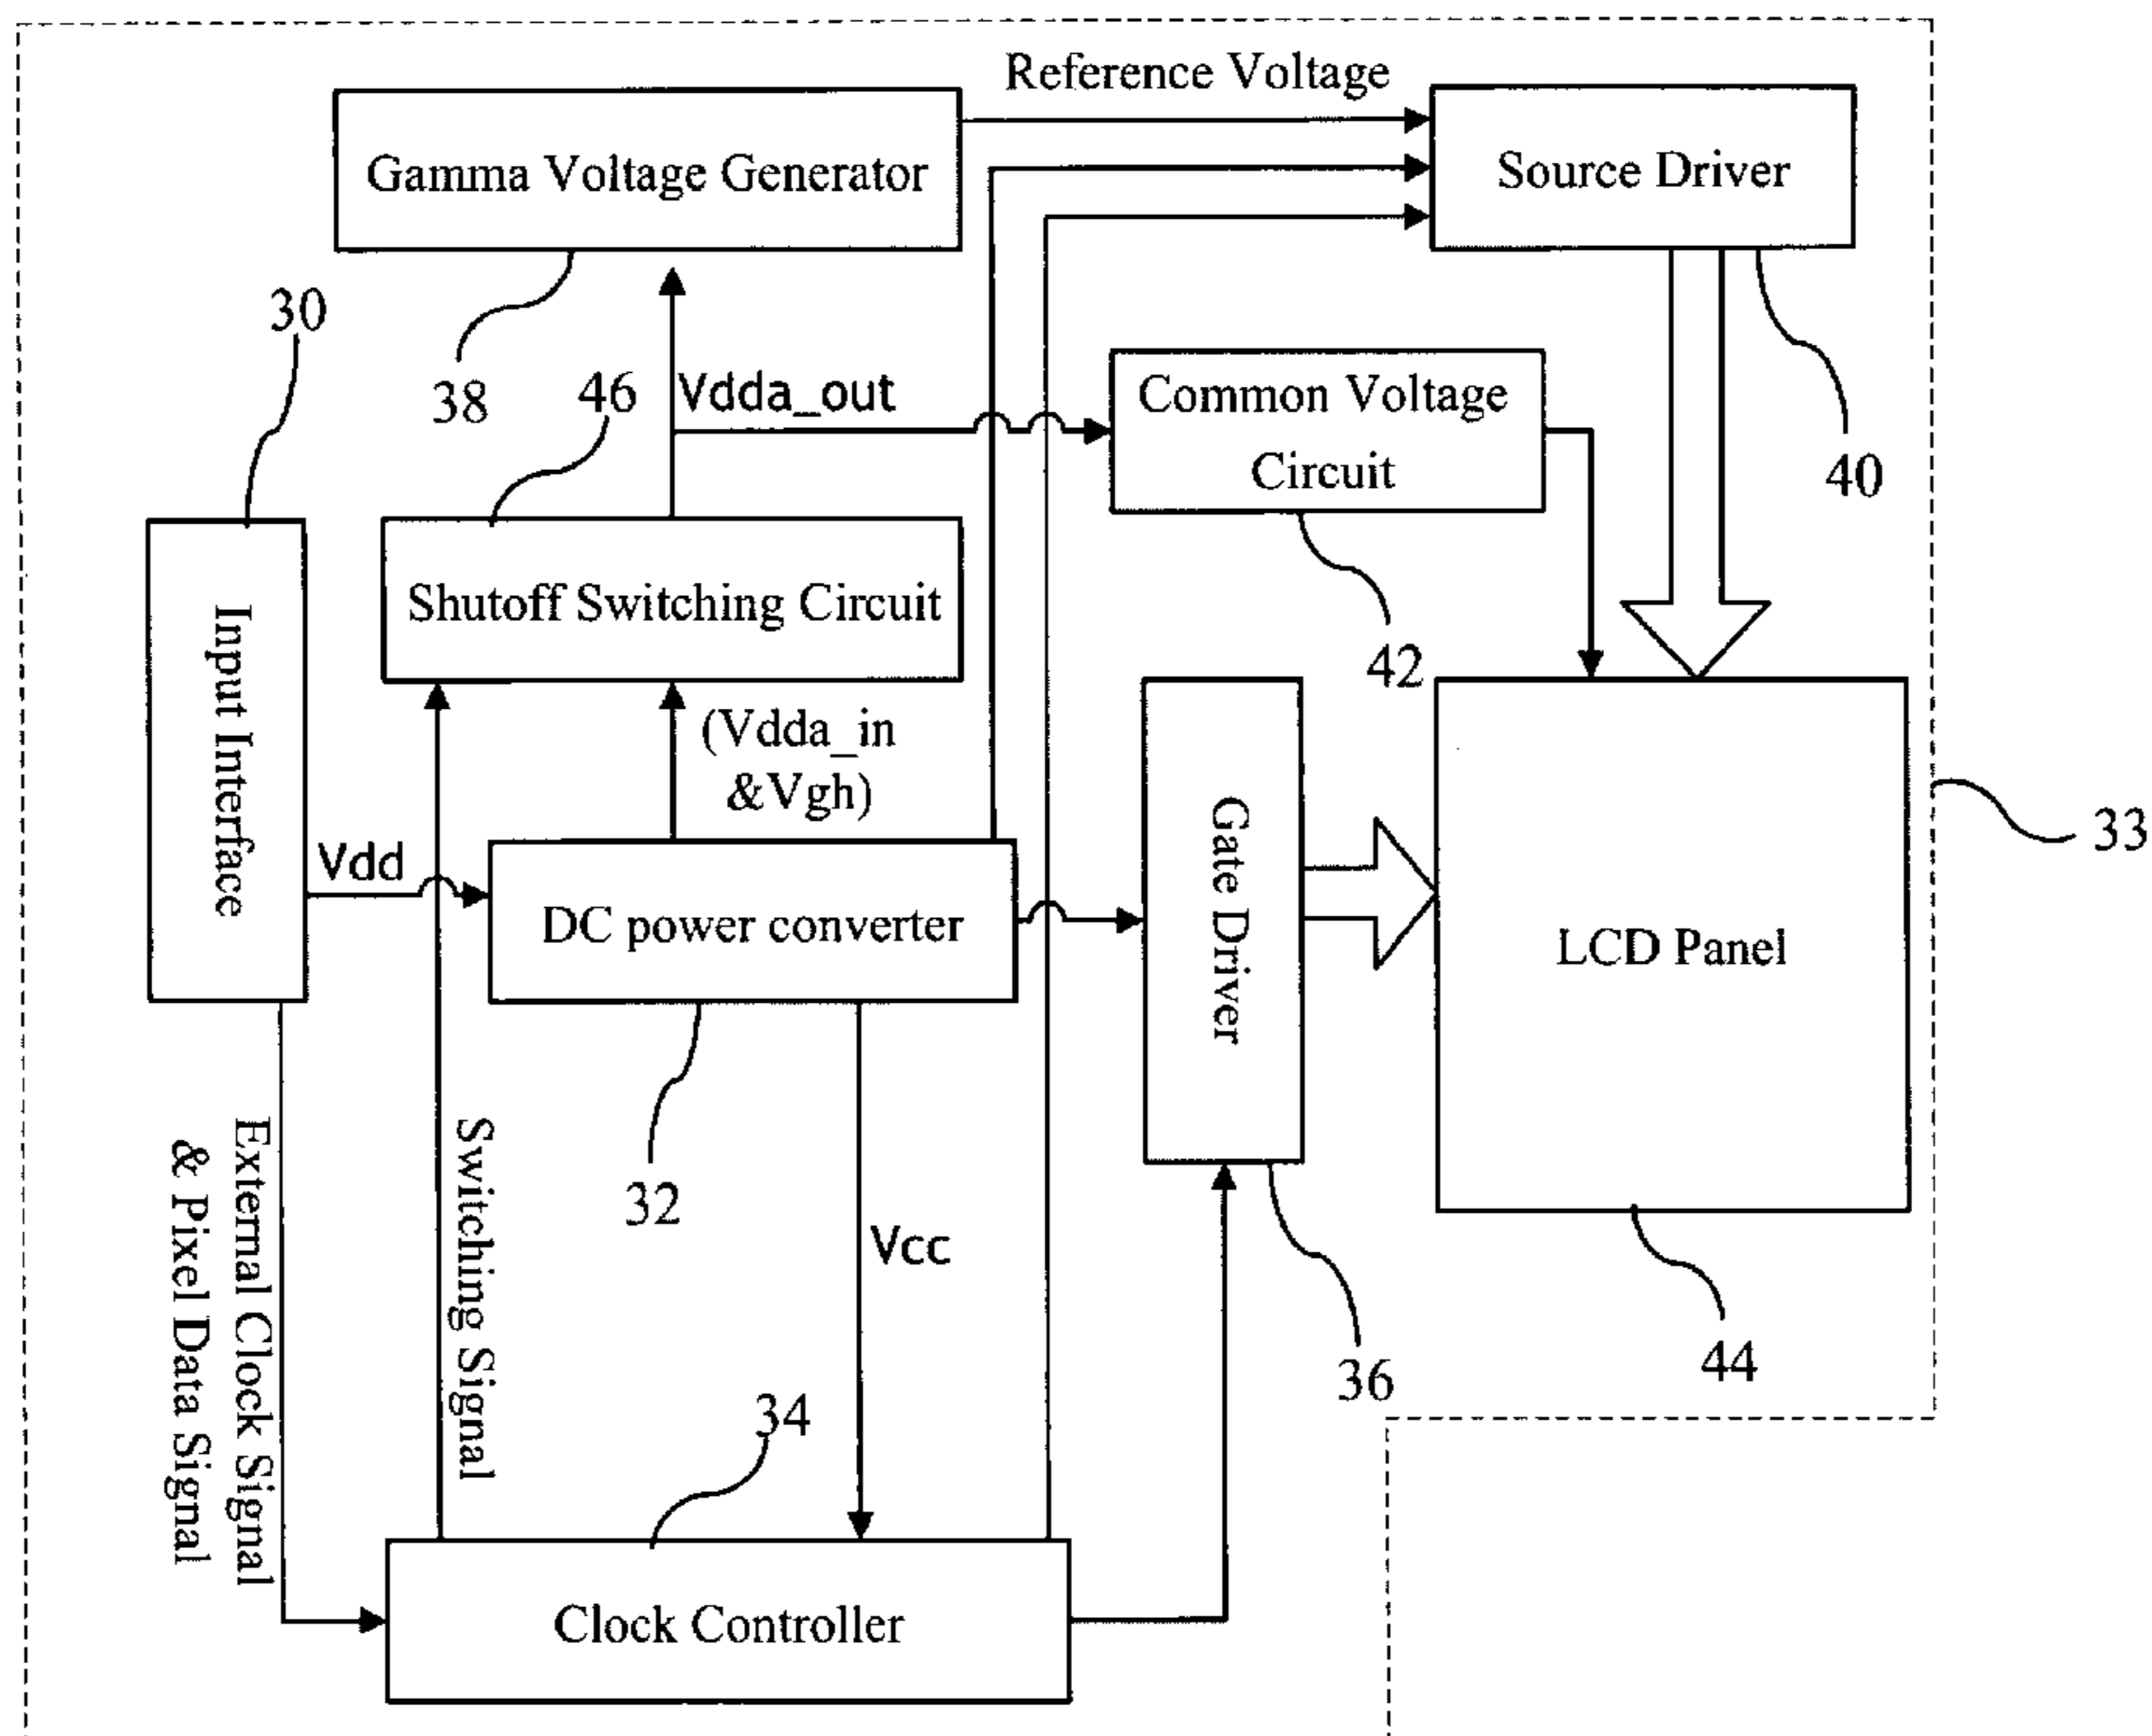 Reference Voltage
Gamma Voltage Generator
Source Driver
30
38
46
Vdda_out
Common Voltage
Circuit
40
Input Interface
Shutoff Switching Circuit
42
(Vdda_in
&Vgh)
Vdd
DC power converter
Gate Driver
LCD Panel
33
External Clock Signal
& Pixel Data Signal
Switching Signal
32
Vcc
36
44
34
Clock Controller